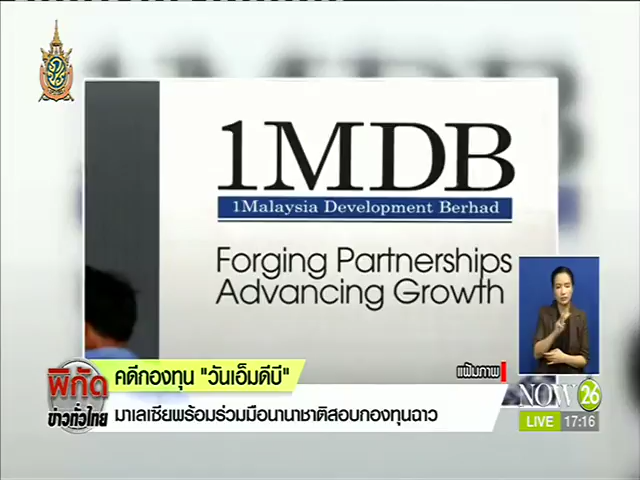 1MDB
1Malaysia Development Berhad
Forging Partnerships
Advancing Growth
แฟ้มภาพ
พิกัด
ข่าวทั่วไทย
คดีกองทุน "วันเอ็มดีบี"
มาเลเซียพร้อมร่วมมือนานาชาติสอบกองทุนฉาว
NOW 26
LIVE 17:16